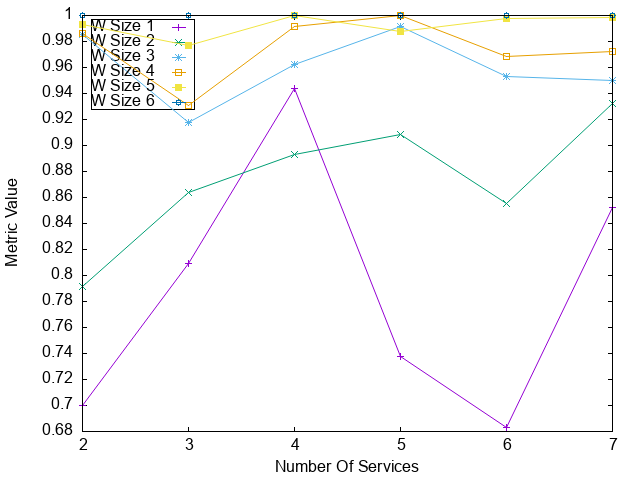 1
0.98
0.96
0.94
0.92
0.9
0.88
0.86
0.84
0.82
0.8
0.78
0.76
0.74
0.72
0.7
0.68
W Size 1
W Size 2
W Size 3
W Size 4
W Size 5
W Size 6
Metric Value
2 3 4 5 6 7
Number Of Services